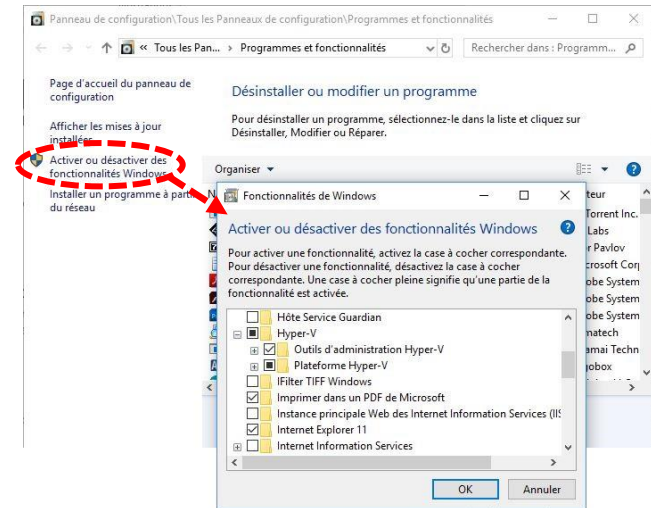 Panneau de configuration\Tous les Panneaux de configuration\Programmes et fonctionnalités
« Tous les Pan... › Programmes et fonctionnalités
Rechercher dans : Programm...
Page d'accueil du panneau de
configuration
Afficher les mises à jour
installées
Activer ou désactiver des
fonctionnalités Windows
Installer un programme à parti
du réseau
Désinstaller ou modifier un programme
Pour désinstaller un programme, sélectionnez-le dans la liste et cliquez sur
Désinstaller, Modifier ou Réparer.
Organiser
N
teur
Torrent Inc.
Labs
r Pavlov
crosoft Corp
obe System
obe System
obe System
matech
amai Techn
gobox
Fonctionnalités de Windows
Activer ou désactiver des fonctionnalités Windows
Pour activer une fonctionnalité, activez la case à cocher correspondante.
Pour désactiver une fonctionnalité, désactivez la case à cocher
correspondante. Une case à cocher pleine signifie qu'une partie de la
fonctionnalité est activée.
Hôte Service Guardian
Hyper-V
Outils d'administration Hyper-V
Plateforme Hyper-V
IFilter TIFF Windows
Imprimer dans un PDF de Microsoft
Instance principale Web des Internet Information Services (IIS
Internet Explorer 11
Internet Information Services
OK
Annuler